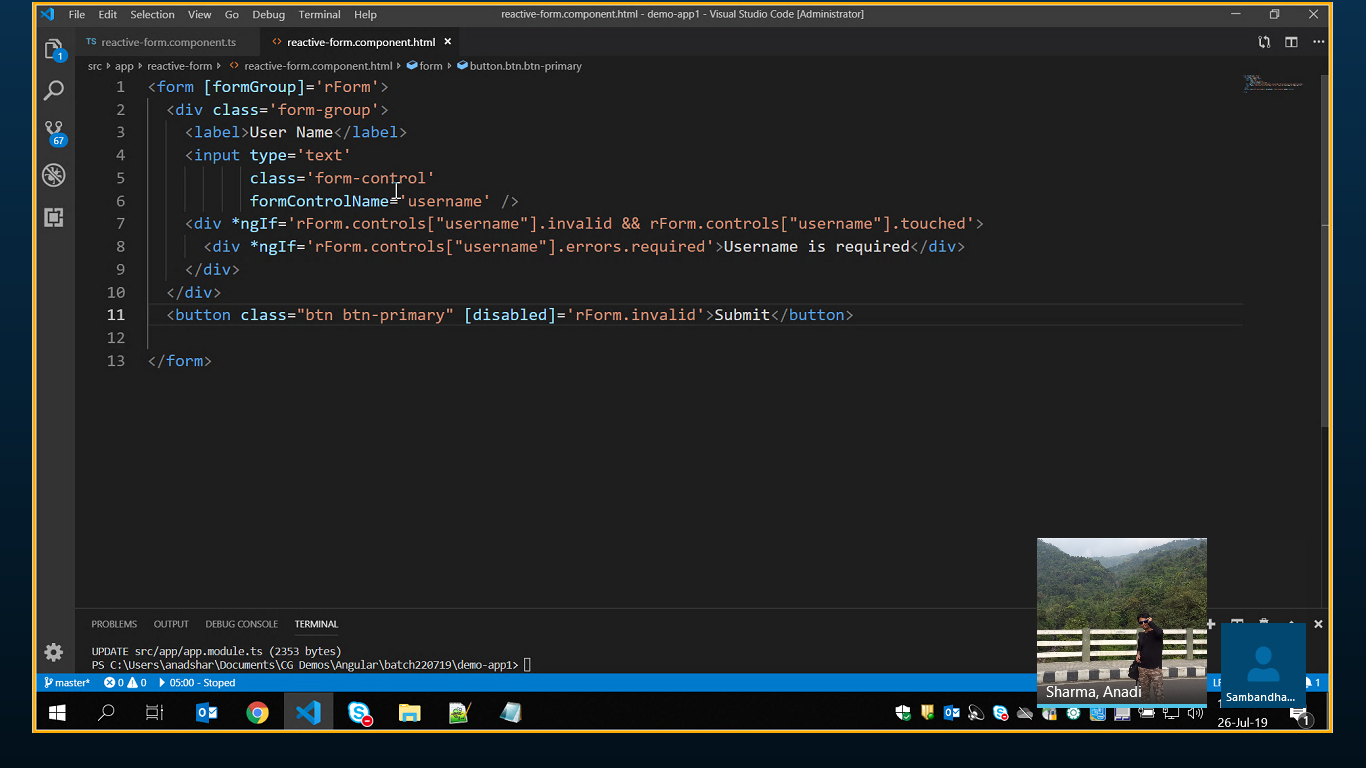 File Edit Selection View Go Debug Terminal Help
reactive-form.component.html - demo-app1 - Visual Studio Code [Administrator]
TS reactive-form.component.ts
<> reactive-form.component.html ×
src › app › reactive-form › <> reactive-form.component.html › form › button.btn.btn-primary
1 <form [formGroup]='rForm'>
2 <div class='form-group'>
3 <label>User Name</label>
4 <input type='text'
5 class='form-control'
6 formControlName='username' />
7 <div *ngIf='rForm.controls["username"].invalid && rForm.controls["username"].touched'>
8 <div *ngIf='rForm.controls["username"].errors.required'>Username is required</div>
9 </div>
10 </div>
11 <button class="btn btn-primary" [disabled]='rForm.invalid'>Submit</button>
12
13 </form>
1
67
PROBLEMS OUTPUT DEBUG CONSOLE TERMINAL
UPDATE src/app/app.module.ts (2353 bytes)
PS C:\Users\anadshar\Documents\CG Demos\Angular\batch220719\demo-app1>
master* 0 0 05:00 - Stoped
LF
1
Sharma, Anadi
Sambandha...
26-Jul-19
1